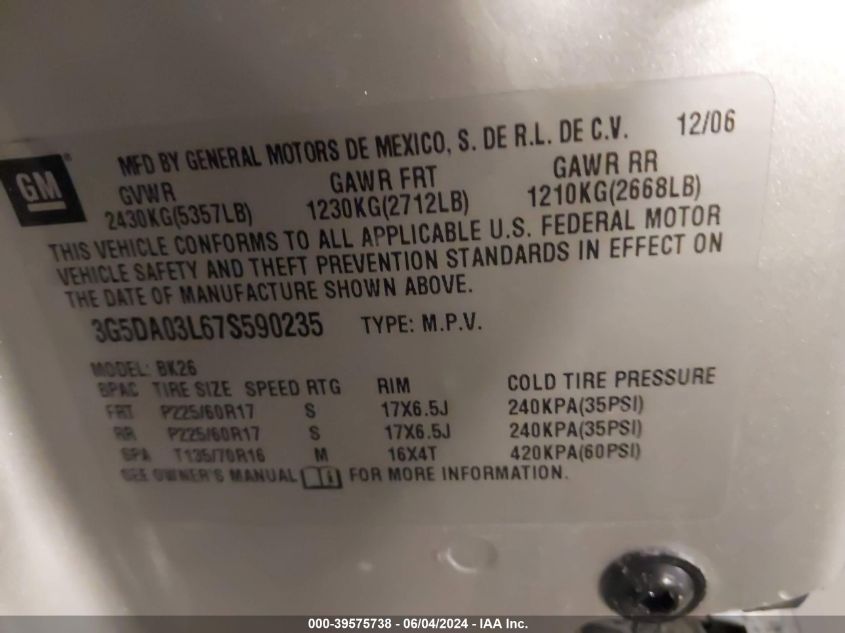 MFD BY GENERAL MOTORS DE MEXICO, S. DE R.L. DE C.V. 12/06
GM®
GVWR GAWR FRT GAWR RR
2430KG(5357LB) 1230KG(2712LB) 1210KG(2668LB)
THIS VEHICLE CONFORMS TO ALL APPLICABLE U.S. FEDERAL MOTOR
VEHICLE SAFETY AND THEFT PREVENTION STANDARDS IN EFFECT ON
THE DATE OF MANUFACTURE SHOWN ABOVE.
3G5DA03L67S590235 TYPE: M.P.V.
MODEL: BK26
SPAC TIRE SIZE SPEED RTG RIM COLD TIRE PRESSURE
FRT P225/60R17 S 17X6.5J 240KPA(35PSI)
RR P225/60R17 S 17X6.5J 240KPA(35PSI)
SPA T135/70R16 M 16X4T 420KPA(60PSI)
SEE OWNER'S MANUAL FOR MORE INFORMATION.
000-39575738 - 06/04/2024 - IAA Inc.